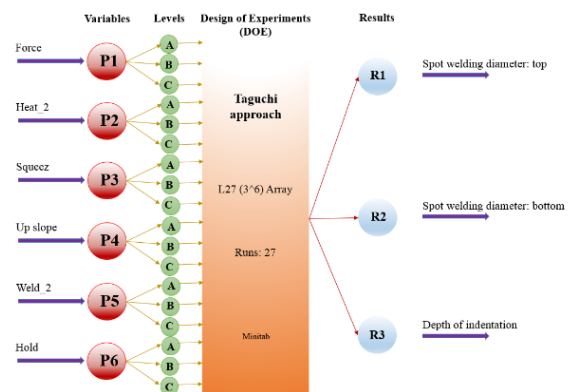 Variables
Levels
Design of Experiments
(DOE)
Results
Force
P1
A
B
C
Heat_2
P2
A
B
C
Squeez
P3
A
B
C
Up slope
P4
A
B
C
Weld_2
P5
A
B
C
Hold
P6
A
B
C
Taguchi
approach
L27 (3^6) Array
Runs: 27
Minitab
R1
Spot welding diameter: top
R2
Spot welding diameter: bottom
R3
Depth of indentation